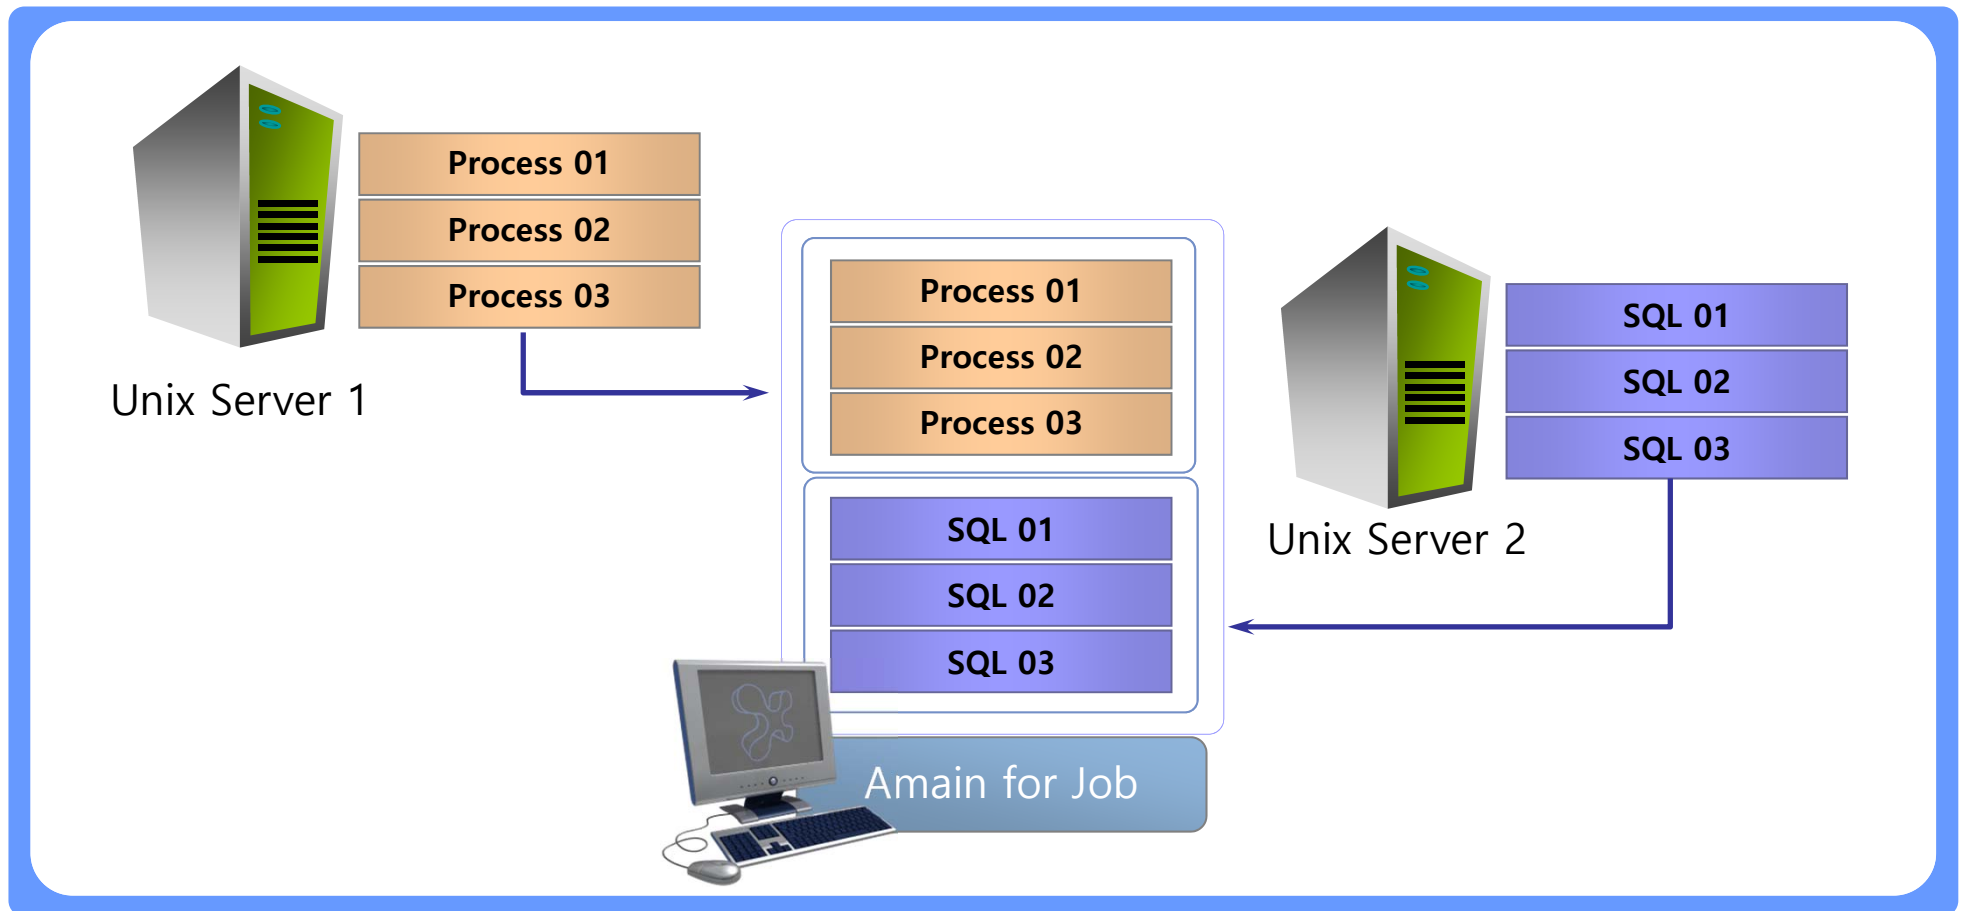 Process 01
Process 02
Process 03
Unix Server 1
Process 01
Process 02
Process 03
SQL 01
SQL 02
SQL 03
Amain for Job
SQL 01
SQL 02
SQL 03
Unix Server 2